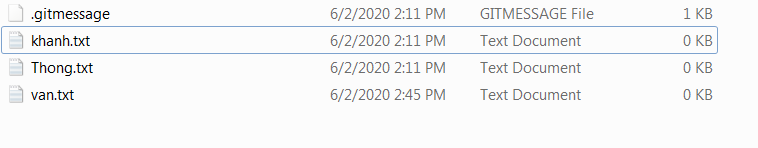 .gitmessage 6/2/2020 2:11 PM GITMESSAGE File 1 KB
khanh.txt 6/2/2020 2:11 PM Text Document 0 KB
Thong.txt 6/2/2020 2:11 PM Text Document 0 KB
van.txt 6/2/2020 2:45 PM Text Document 0 KB